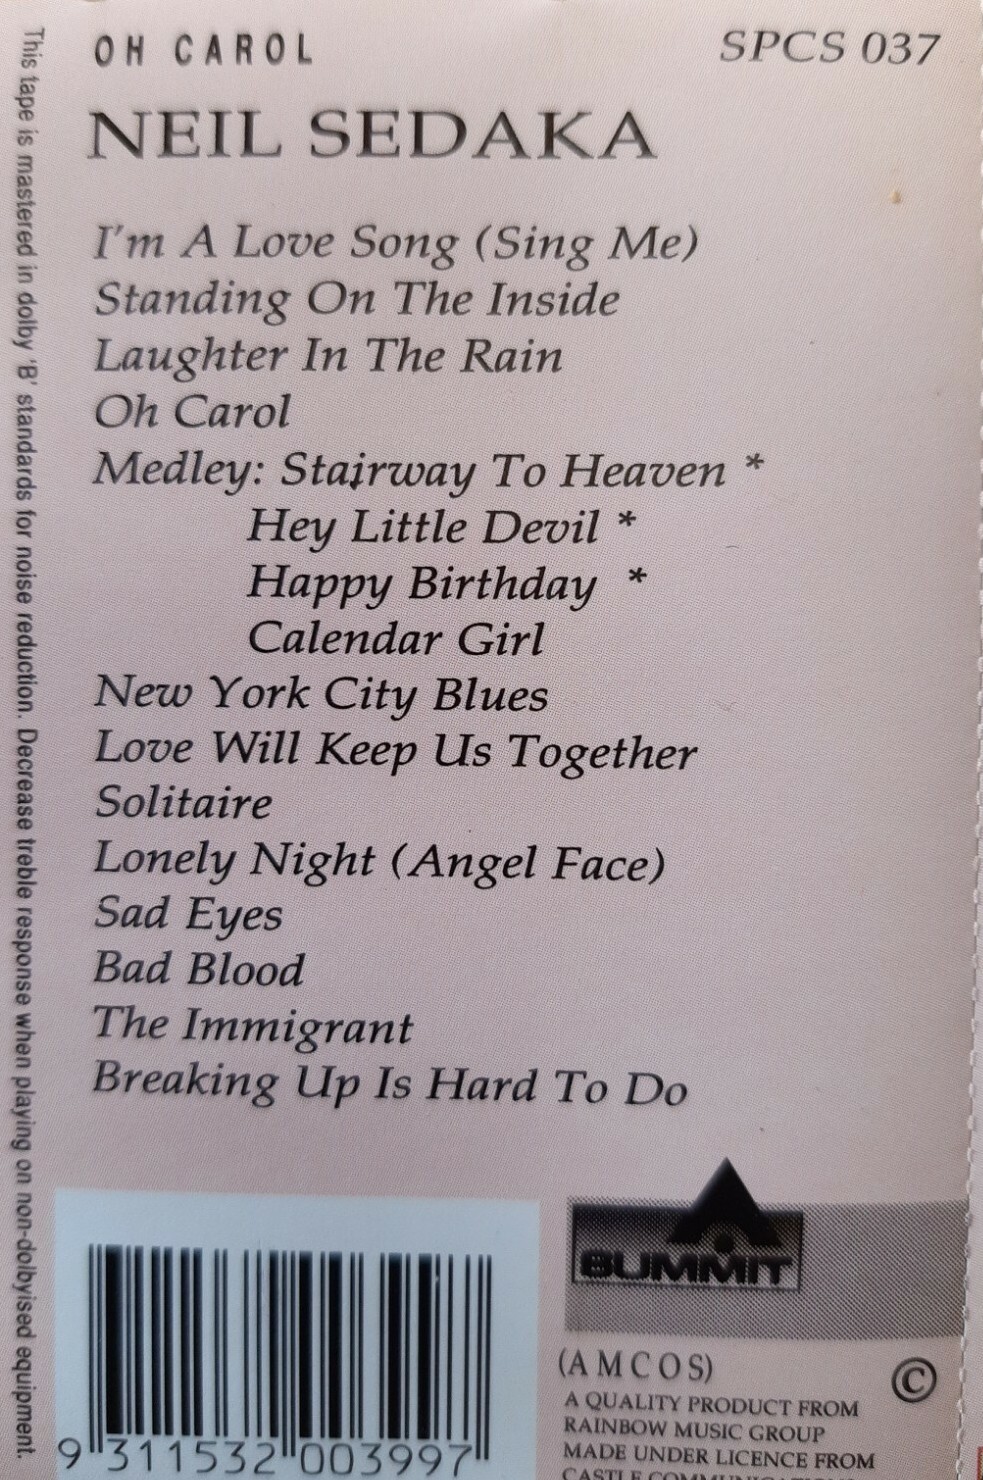 OH CAROL
SPCS 037
NEIL SEDAKA
I'm A Love Song (Sing Me)
Standing On The Inside
Laughter In The Rain
Oh Carol
Medley: Stairway To Heaven *
Hey Little Devil *
Happy Birthday *
Calendar Girl
New York City Blues
Love Will Keep Us Together
Solitaire
Lonely Night (Angel Face)
Sad Eyes
Bad Blood
The Immigrant
Breaking Up Is Hard To Do
This tape is mastered in dolby 'B' standards for noise reduction. Decrease treble response when playing on non-dolbyised equipment.
9 311532 003997
SUMMIT
(AMCOS)
©
A QUALITY PRODUCT FROM
RAINBOW MUSIC GROUP
MADE UNDER LICENCE FROM
CASTLE